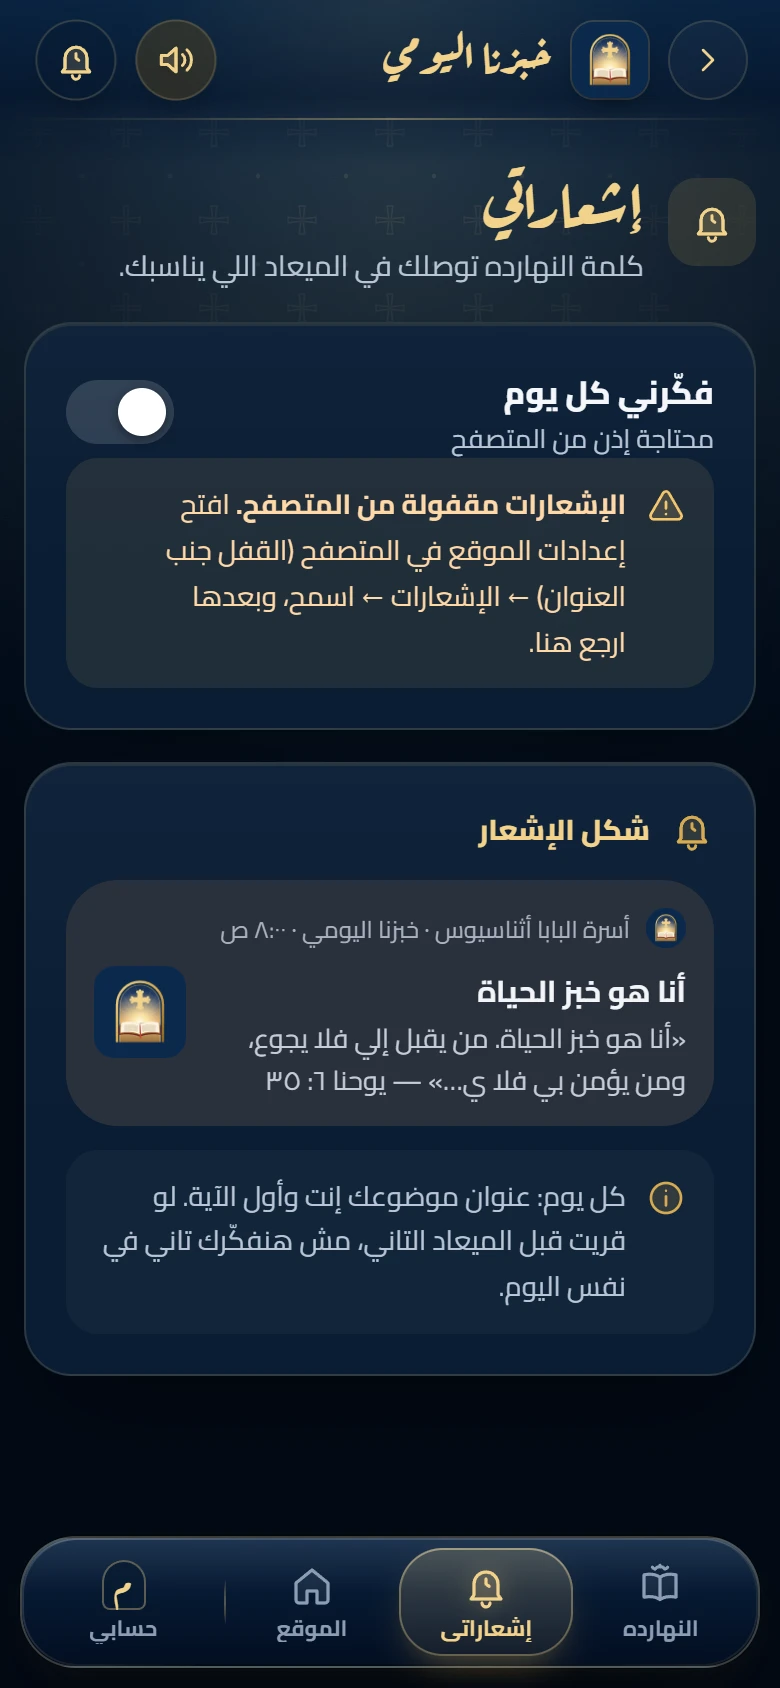 خبزنا اليومي
إشعاراتي
كلمة النهارده توصلك في الميعاد اللي يناسبك.
فكّرني كل يوم
محتاجة إذن من المتصفح
الإشعارات مقفولة من المتصفح. افتح
إعدادات الموقع في المتصفح (القفل جنب
العنوان) ← الإشعارات ← اسمح، وبعدها
ارجع هنا.
شكل الإشعار
أسرة البابا أثناسيوس · خبزنا اليومي · ٨:٠٠ ص
أنا هو خبز الحياة
«أنا هو خبز الحياة. من يقبل إلي فلا يجوع،
ومن يؤمن بي فلا ي...» — يوحنا ٦: ٣٥
كل يوم: عنوان موضوعك إنت وأول الآية. لو
قريت قبل الميعاد التاني، مش هنفكّرك تاني في
نفس اليوم.
النهارده
إشعاراتي
الموقع
م
حسابي